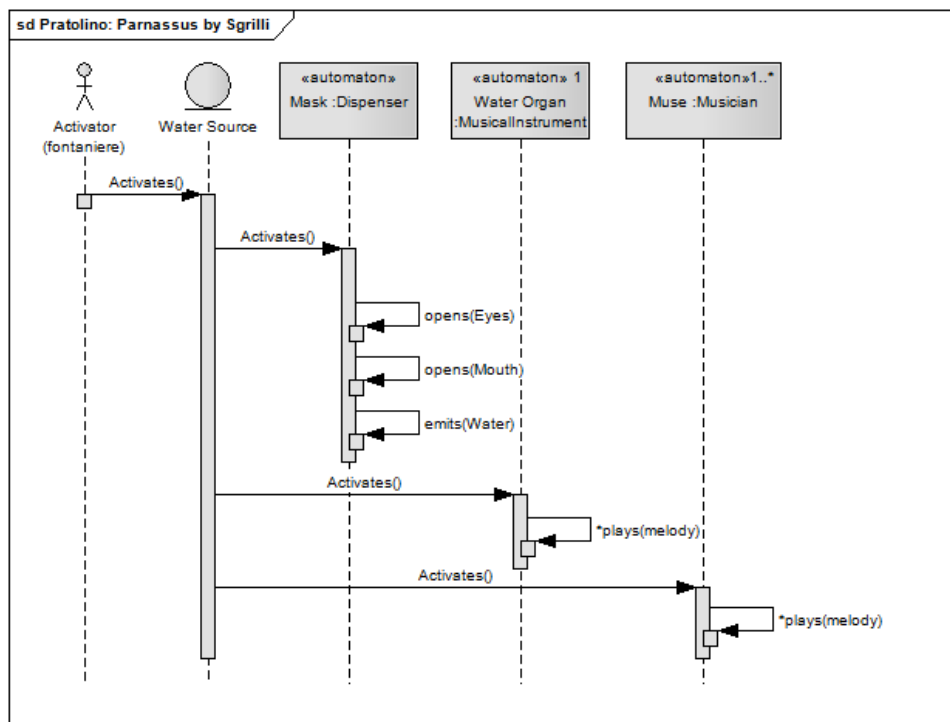 sd Pratolino: Parnassus by Sgrilli
«automaton»
Mask :Dispenser
«automaton» 1
Water Organ
:MusicalInstrument
«automaton»1..*
Muse :Musician
Activator
(fontaniere)
Water Source
Activates()
Activates()
opens(Eyes)
opens(Mouth)
emits(Water)
Activates()
*plays(melody)
Activates()
*plays(melody)